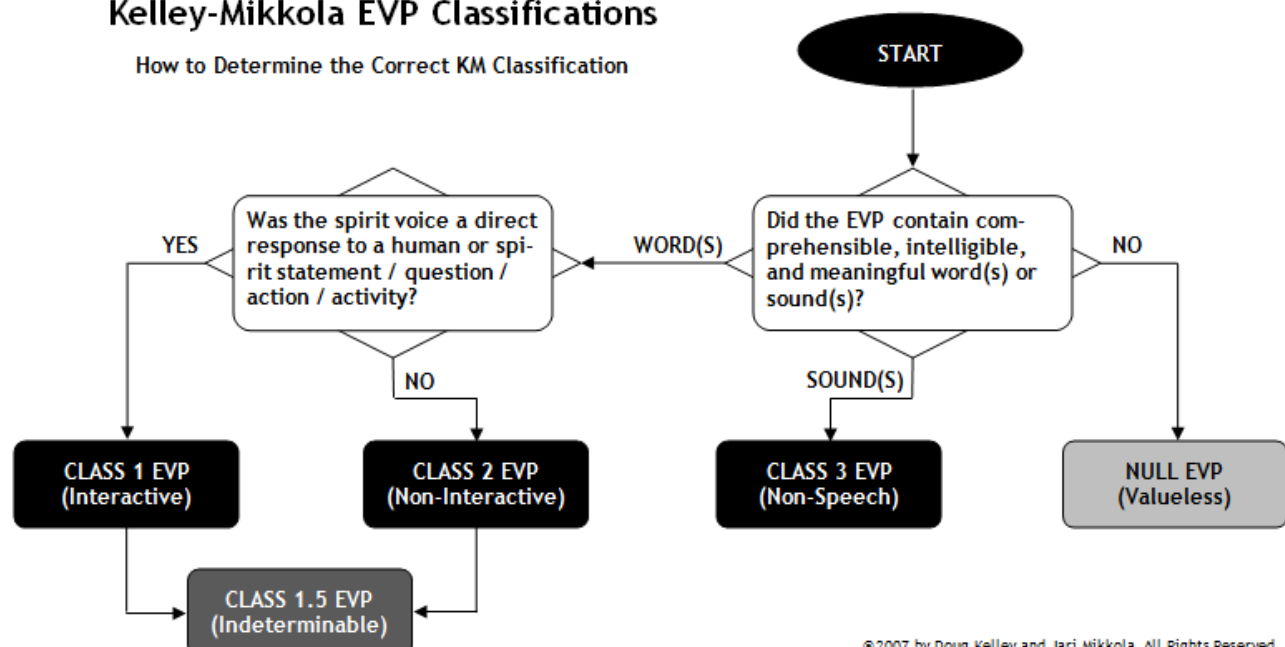 Kelley-Mikkola EVP Classifications
How to Determine the Correct KM Classification
START
Did the EVP contain com-
prehensible, intelligible,
and meaningful word(s) or
sound(s)?
WORD(S)
NO
SOUND(S)
Was the spirit voice a direct
response to a human or spi-
rit statement / question /
action / activity?
YES
NO
CLASS 1 EVP
(Interactive)
CLASS 2 EVP
(Non-Interactive)
CLASS 3 EVP
(Non-Speech)
NULL EVP
(Valueless)
CLASS 1.5 EVP
(Indeterminable)
©2007 by Doug Kelley and Jari Mikkola. All Rights Reserved